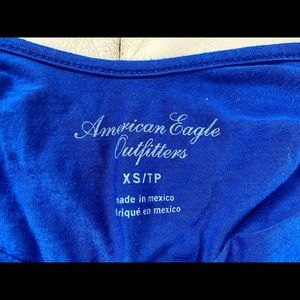 American Eagle
Outfitters
XS/TP
made in mexico
briqué en mexico